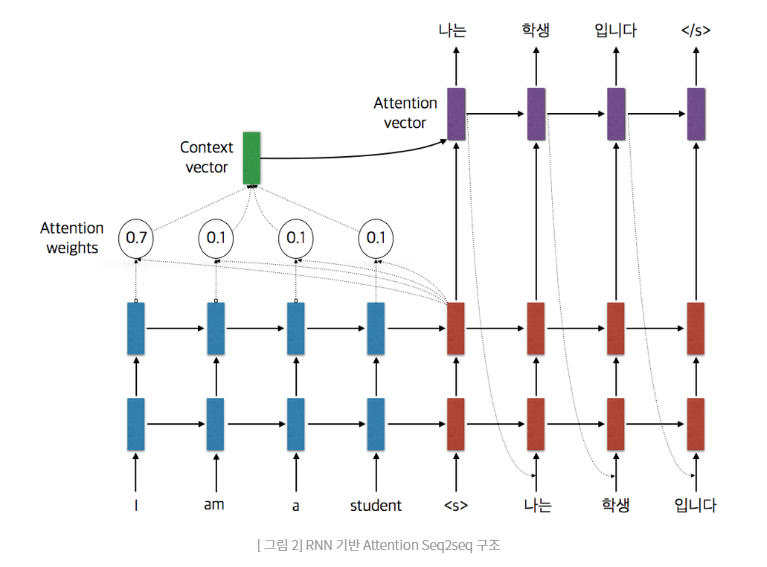 나는 학생 입니다 </s>
Attention
vector
Context
vector
Attention
weights
0.7 0.1 0.1 0.1
I am a student <s> 나는 학생 입니다
[ 그림 2] RNN 기반 Attention Seq2seq 구조